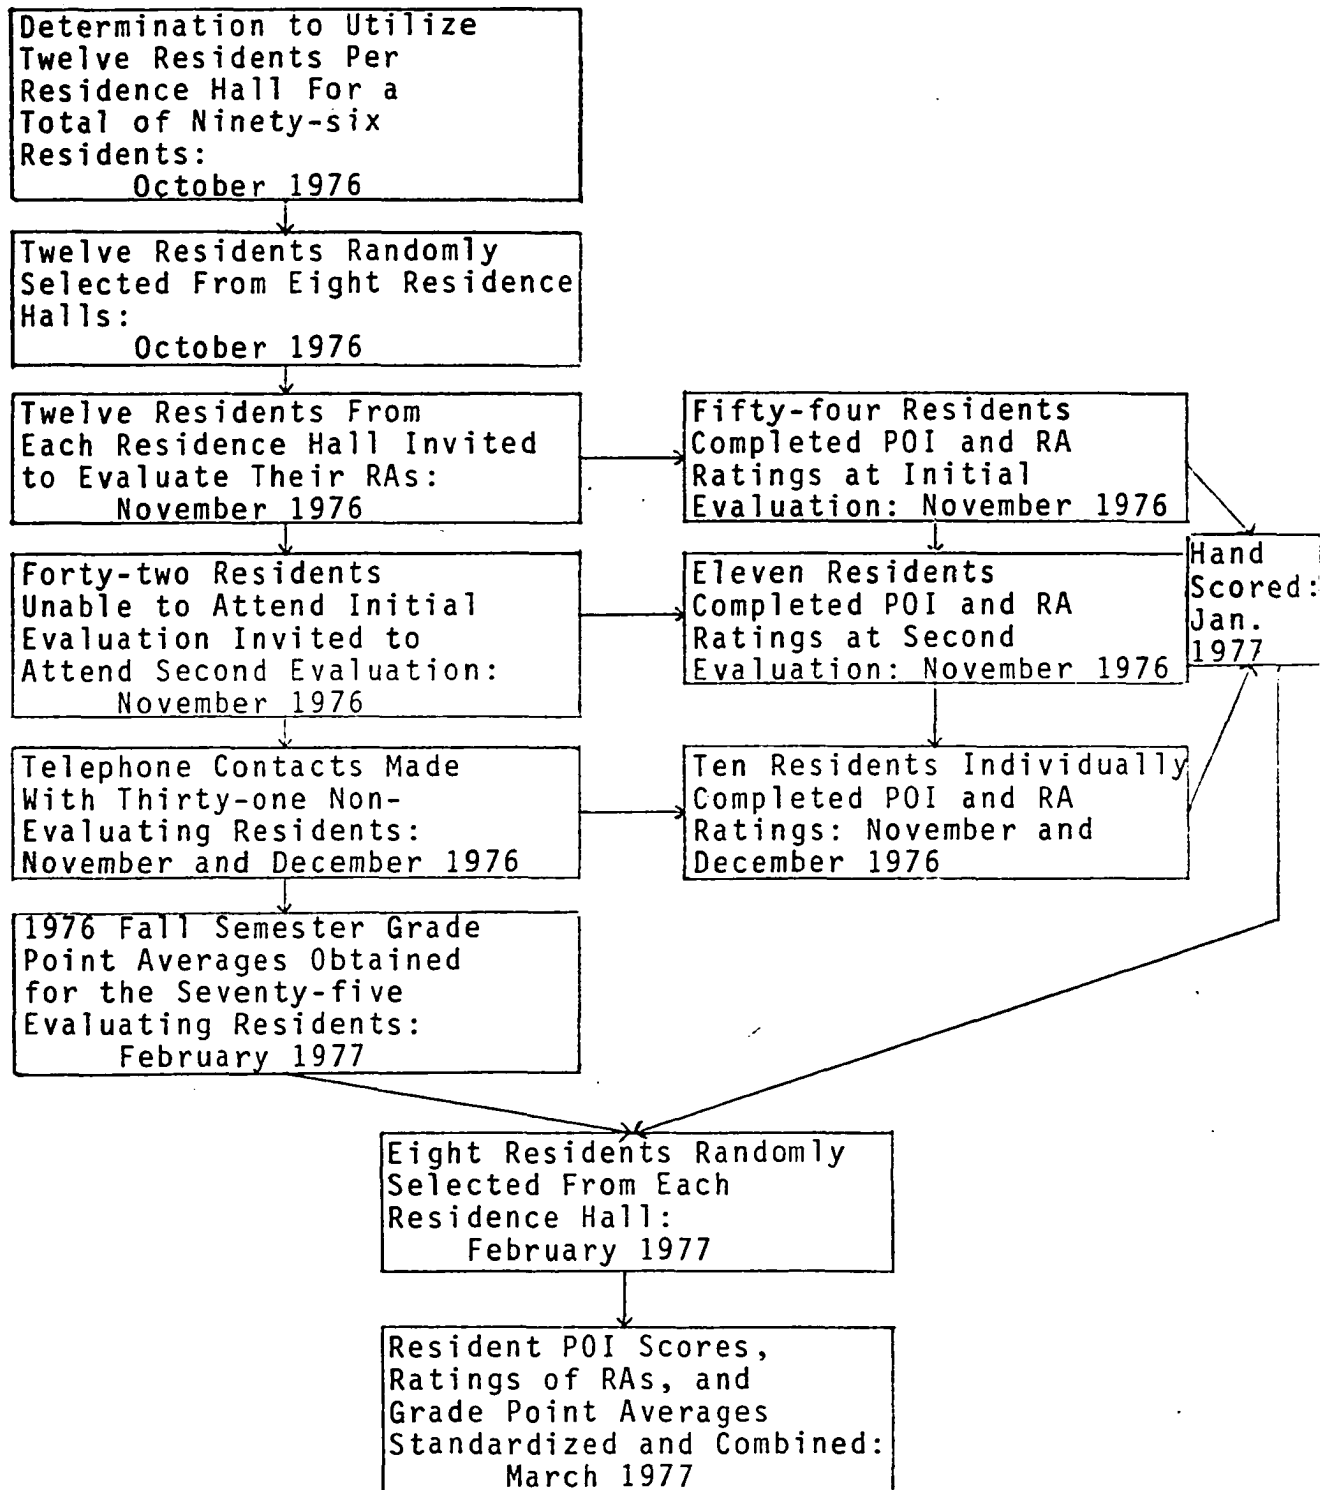 Determination to Utilize
Twelve Residents Per
Residence Hall For a
Total of Ninety-six
Residents:
October 1976
Twelve Residents Randomly
Selected From Eight Residence
Halls:
October 1976
Twelve Residents From
Each Residence Hall Invited
to Evaluate Their RAs:
November 1976
Fifty-four Residents
Completed POI and RA
Ratings at Initial
Evaluation: November 1976
Forty-two Residents
Unable to Attend Initial
Evaluation Invited to
Attend Second Evaluation:
November 1976
Eleven Residents
Completed POI and RA
Ratings at Second
Evaluation: November 1976
Hand
Scored:
Jan.
1977
Telephone Contacts Made
With Thirty-one Non-
Evaluating Residents:
November and December 1976
Ten Residents Individually
Completed POI and RA
Ratings: November and
December 1976
1976 Fall Semester Grade
Point Averages Obtained
for the Seventy-five
Evaluating Residents:
February 1977
Eight Residents Randomly
Selected From Each
Residence Hall:
February 1977
Resident POI Scores,
Ratings of RAs, and
Grade Point Averages
Standardized and Combined:
March 1977